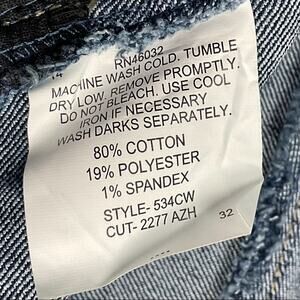 14
RN46032
MACHINE WASH COLD. TUMBLE
DRY LOW. REMOVE PROMPTLY.
DO NOT BLEACH. USE COOL
IRON IF NECESSARY
WASH DARKS SEPARATELY.
80% COTTON
19% POLYESTER
1% SPANDEX
STYLE- 534CW
CUT- 2277 AZH
32